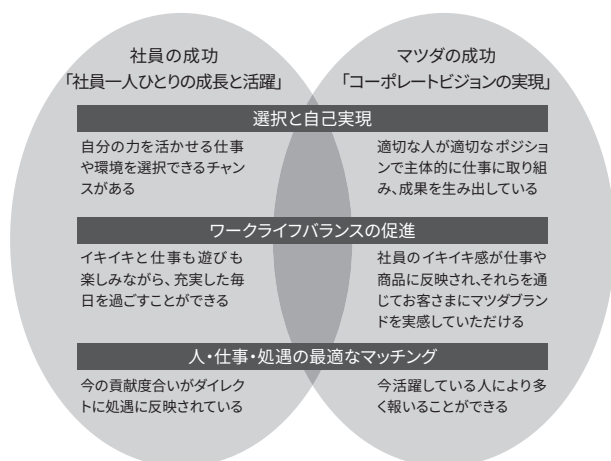 社員の成功
「社員一人ひとりの成長と活躍」
マツダの成功
「コーポレートビジョンの実現」
選択と自己実現
自分の力を活かせる仕事
や環境を選択できるチャン
スがある
適切な人が適切なポジショ
ンで主体的に仕事に取り組
み、成果を生み出している
ワークライフバランスの促進
イキイキと仕事も遊びも
楽しみながら、充実した毎
日を過ごすことができる
社員のイキイキ感が仕事や
商品に反映され、それらを通
じてお客さまにマツダブラン
ドを実感していただける
人・仕事・処遇の最適なマッチング
今の貢献度合いがダイレク
トに処遇に反映されている
今活躍している人により多
く報いることができる